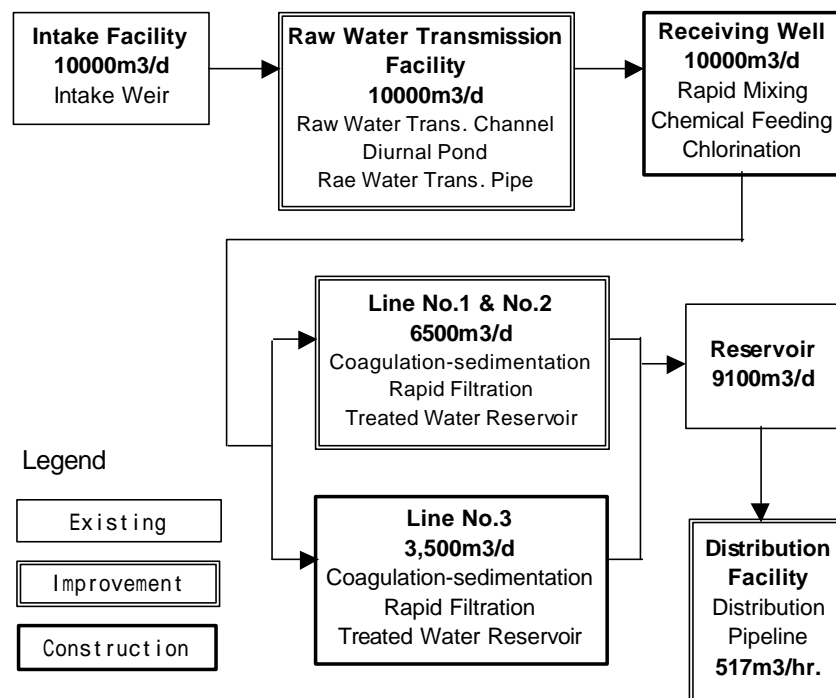 Intake Facility
10000m3/d
Intake Weir
Raw Water Transmission
Facility
10000m3/d
Raw Water Trans. Channel
Diurnal Pond
Rae Water Trans. Pipe
Receiving Well
10000m3/d
Rapid Mixing
Chemical Feeding
Chlorination
Line No.1 & No.2
6500m3/d
Coagulation-sedimentation
Rapid Filtration
Treated Water Reservoir
Reservoir
9100m3/d
Line No.3
3,500m3/d
Coagulation-sedimentation
Rapid Filtration
Treated Water Reservoir
Distribution
Facility
Distribution
Pipeline
517m3/hr.
Legend
Existing
Improvement
Construction